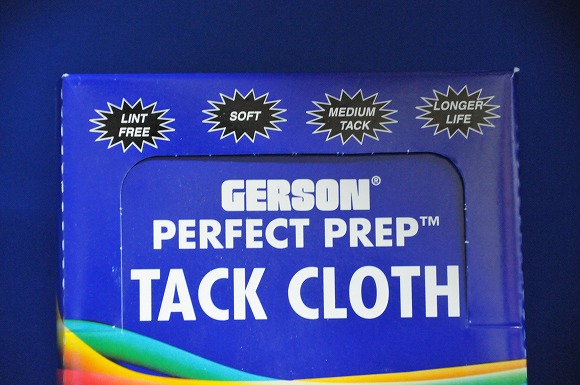 LINT
FREE
SOFT
MEDIUM
TACK
LONGER
LIFE
GERSON®
PERFECT PREP™
TACK CLOTH